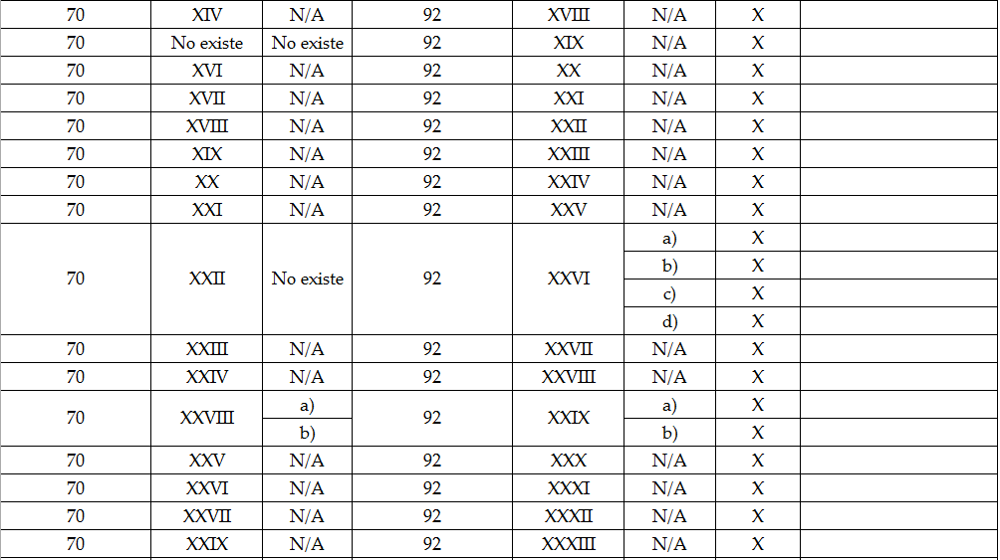 70 XIV N/A 92 XVIII N/A X
70 No existe No existe 92 XIX N/A X
70 XVI N/A 92 XX N/A X
70 XVII N/A 92 XXI N/A X
70 XVIII N/A 92 XXII N/A X
70 XIX N/A 92 XXIII N/A X
70 XX N/A 92 XXIV N/A X
70 XXI N/A 92 XXV N/A X
70 XXII No existe 92 XXVI a) X
b) X
c) X
d) X
70 XXIII N/A 92 XXVII N/A X
70 XXIV N/A 92 XXVIII N/A X
70 XXVIII a) 92 XXIX a) X
b) b) X
70 XXV N/A 92 XXX N/A X
70 XXVI N/A 92 XXXI N/A X
70 XXVII N/A 92 XXXII N/A X
70 XXIX N/A 92 XXXIII N/A X